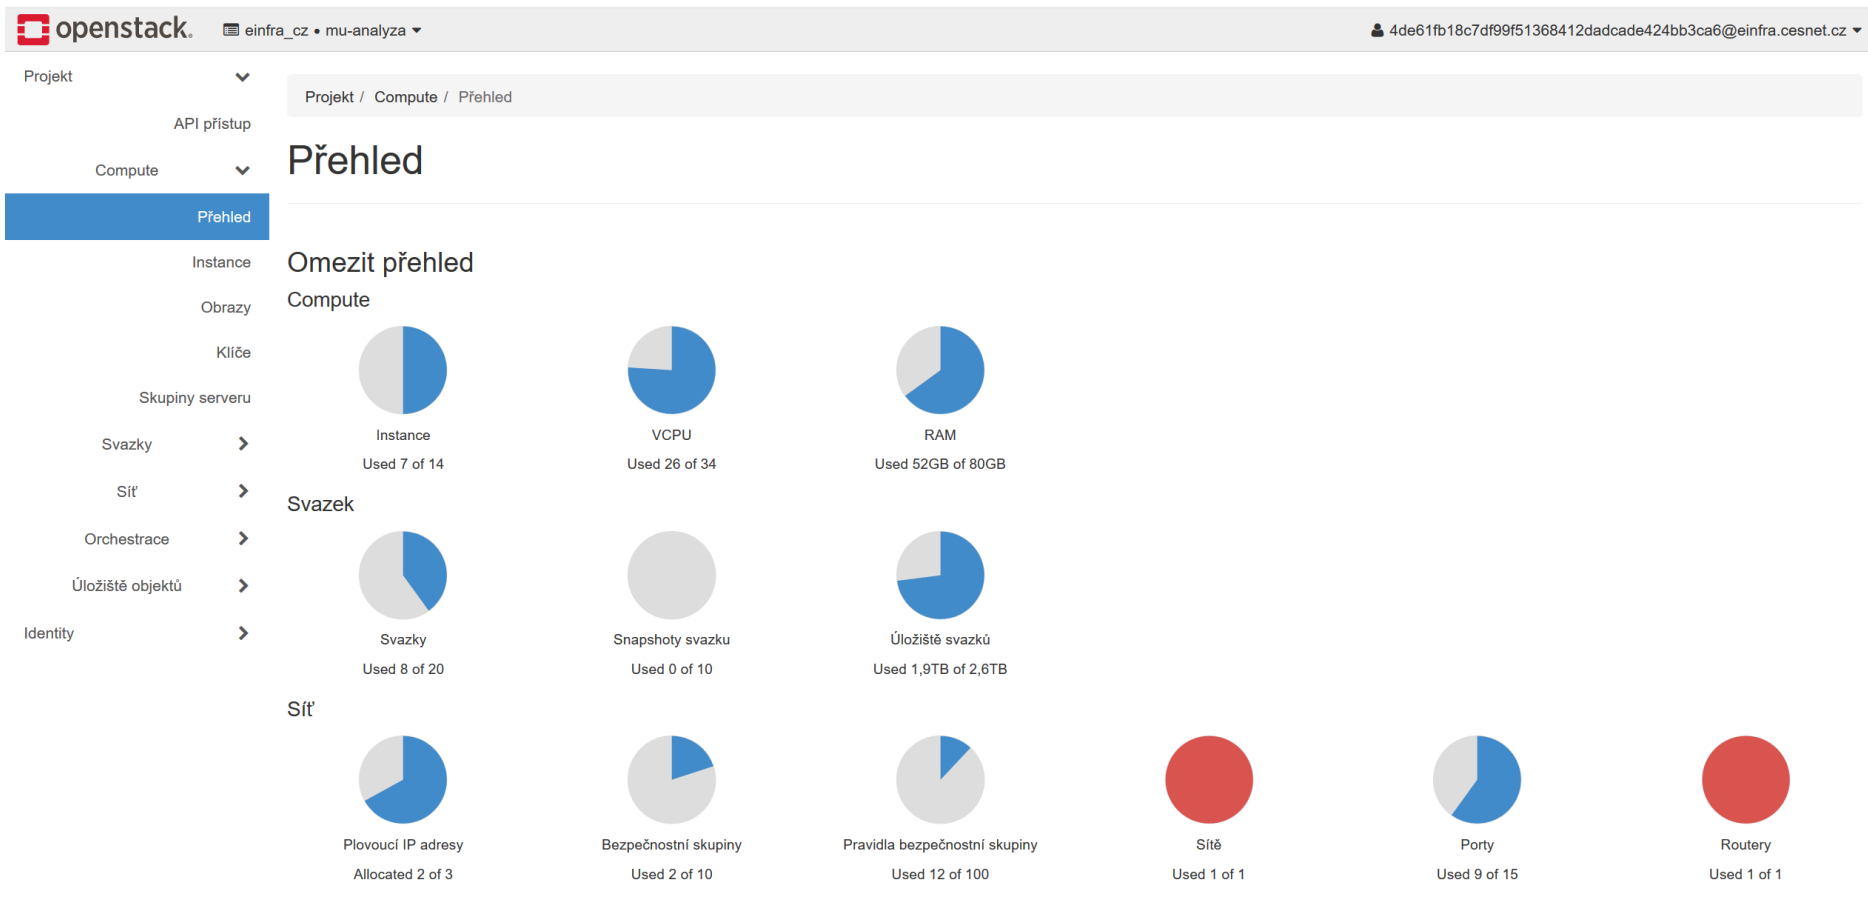 openstack.
einfra_cz • mu-analyza
4de61fb18c7df99f51368412dadcade424bb3ca6@einfra.cesnet.cz
Projekt
API přístup
Compute
Přehled
Instance
Obrazy
Klíče
Skupiny serveru
Svazky
Síť
Orchestrace
Úložiště objektů
Identity
Projekt / Compute / Přehled
Přehled
Omezit přehled
Compute
Instance
Used 7 of 14
VCPU
Used 26 of 34
RAM
Used 52GB of 80GB
Svazek
Svazky
Used 8 of 20
Snapshoty svazku
Used 0 of 10
Úložiště svazků
Used 1,9TB of 2,6TB
Síť
Plovoucí IP adresy
Allocated 2 of 3
Bezpečnostní skupiny
Used 2 of 10
Pravidla bezpečnostní skupiny
Used 12 of 100
Sítě
Used 1 of 1
Porty
Used 9 of 15
Routery
Used 1 of 1